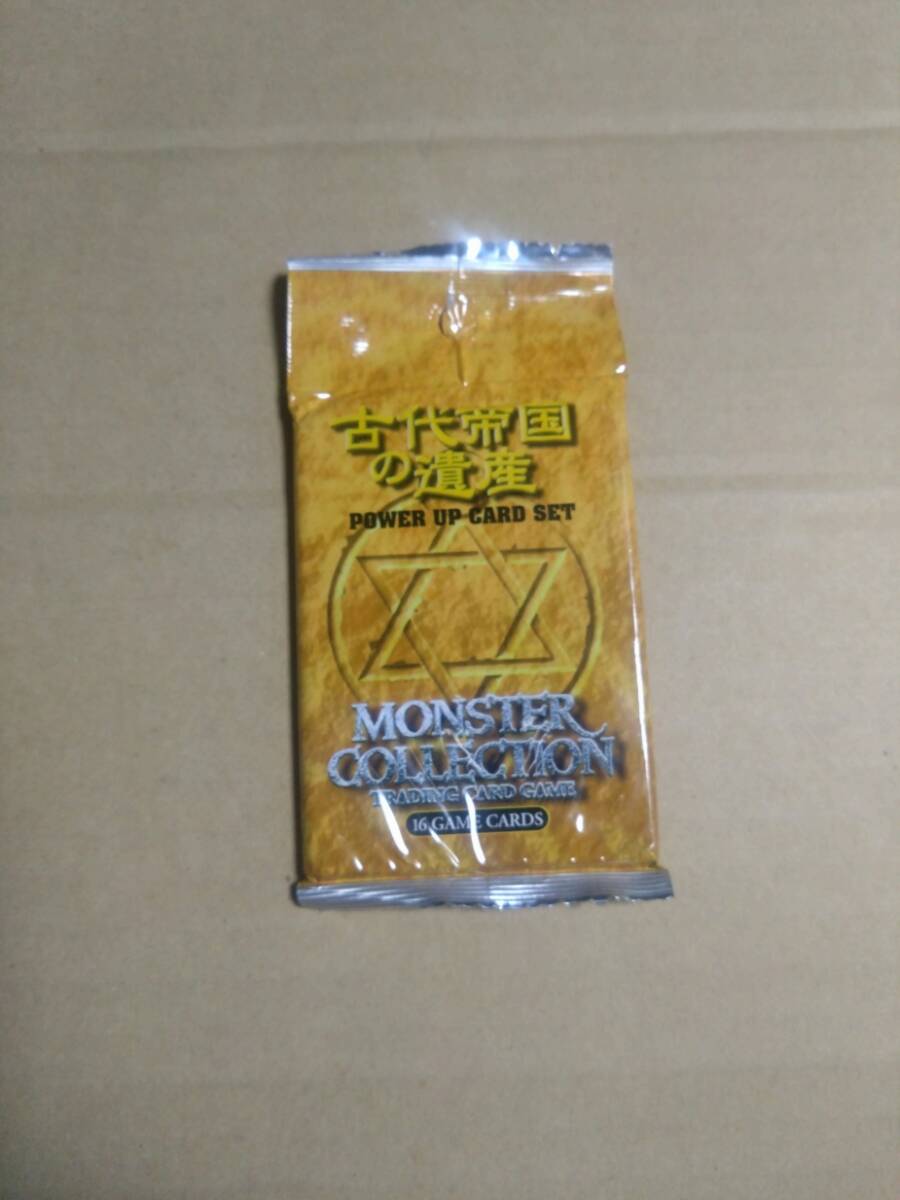 古代帝国
の遺産
POWER UP CARD SET
MONSTER
COLLECTION
TRADING CARD GAME
16 GAME CARDS